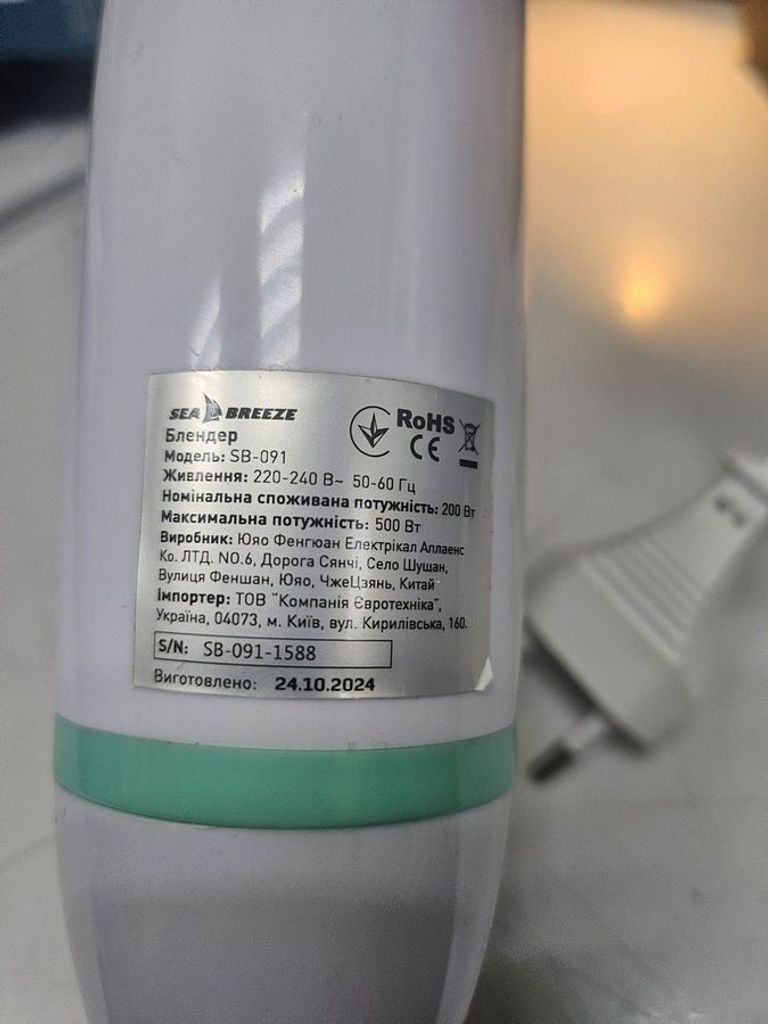 SEA BREEZE
RoHS
CE
Блендер
Модель: SB-091
Живлення: 220-240 В~ 50-60 Гц
Номінальна споживана потужність: 200 Вт
Максимальна потужність: 500 Вт
Виробник: Юяо Фенгюан Електрікал Аплаенс
Ко. ЛТД. NO.6, Дорога Сянчі, Село Шушан,
Вулиця Феншан, Юяо, ЧжеЦзянь, Китай
Імпортер: ТОВ "Компанія Євротехніка",
Україна, 04073, м. Київ, вул. Кирилівська, 160.
S/N: SB-091-1588
Виготовлено: 24.10.2024